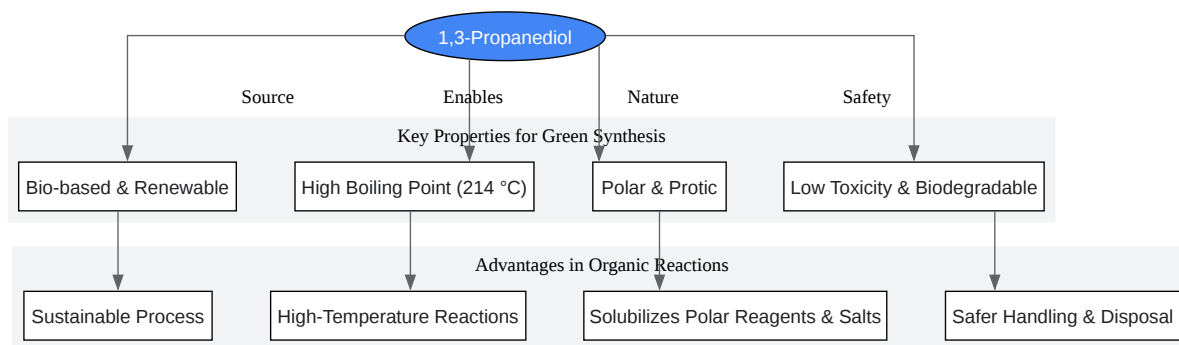 1,3-Propanediol
Source
Enables
Nature
Safety
Key Properties for Green Synthesis
Bio-based & Renewable
High Boiling Point (214 °C)
Polar & Protic
Low Toxicity & Biodegradable
Advantages in Organic Reactions
Sustainable Process
High-Temperature Reactions
Solubilizes Polar Reagents & Salts
Safer Handling & Disposal